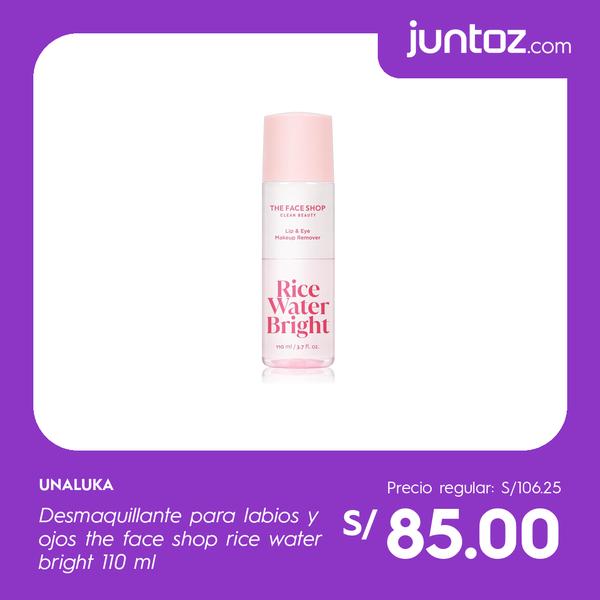 juntoz.com
THE FACE SHOP
CLEAN BEAUTY
Lip & Eye
Makeup Remover
Rice
Water
Bright
110 ml / 3.7 fl. oz.
UNALUKA
Desmaquillante para labios y
ojos the face shop rice water
bright 110 ml
Precio regular: S/106.25
S/ 85.00